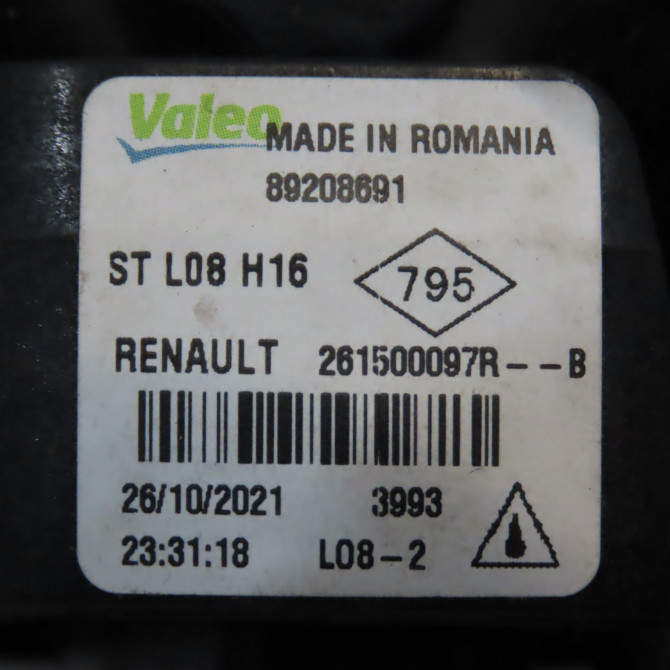 Valeo MADE IN ROMANIA
89208691
ST L08 H16 795
RENAULT 261500097R--B
26/10/2021 3993
23:31:18 L08-2